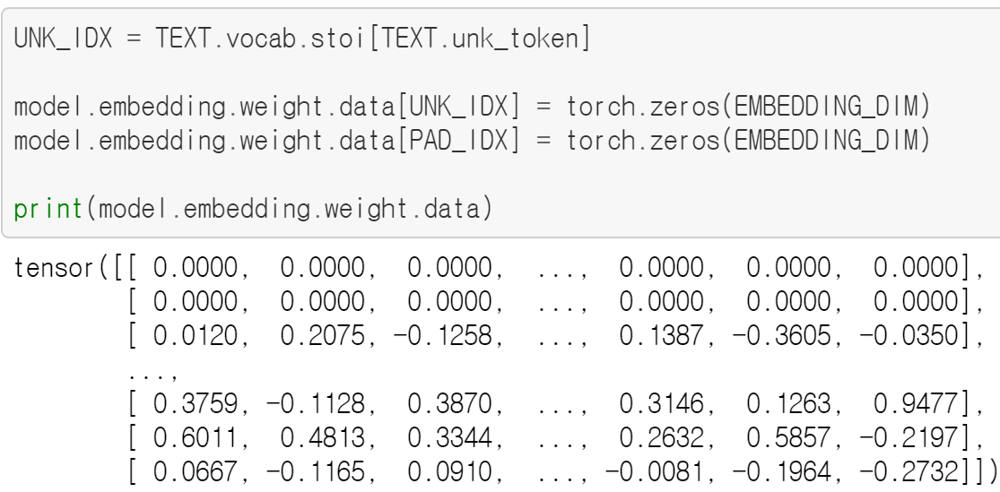 UNK_IDX = TEXT.vocab.stoi[TEXT.unk_token]
model.embedding.weight.data[UNK_IDX] = torch.zeros(EMBEDDING_DIM)
model.embedding.weight.data[PAD_IDX] = torch.zeros(EMBEDDING_DIM)
print(model.embedding.weight.data)
tensor([[ 0.0000,  0.0000,  0.0000,  ...,  0.0000,  0.0000,  0.0000],
        [ 0.0000,  0.0000,  0.0000,  ...,  0.0000,  0.0000,  0.0000],
        [ 0.0120,  0.2075, -0.1258,  ...,  0.1387, -0.3605, -0.0350],
        ...,
        [ 0.3759, -0.1128,  0.3870,  ...,  0.3146,  0.1263,  0.9477],
        [ 0.6011,  0.4813,  0.3344,  ...,  0.2632,  0.5857, -0.2197],
        [ 0.0667, -0.1165,  0.0910,  ..., -0.0081, -0.1964, -0.2732]])